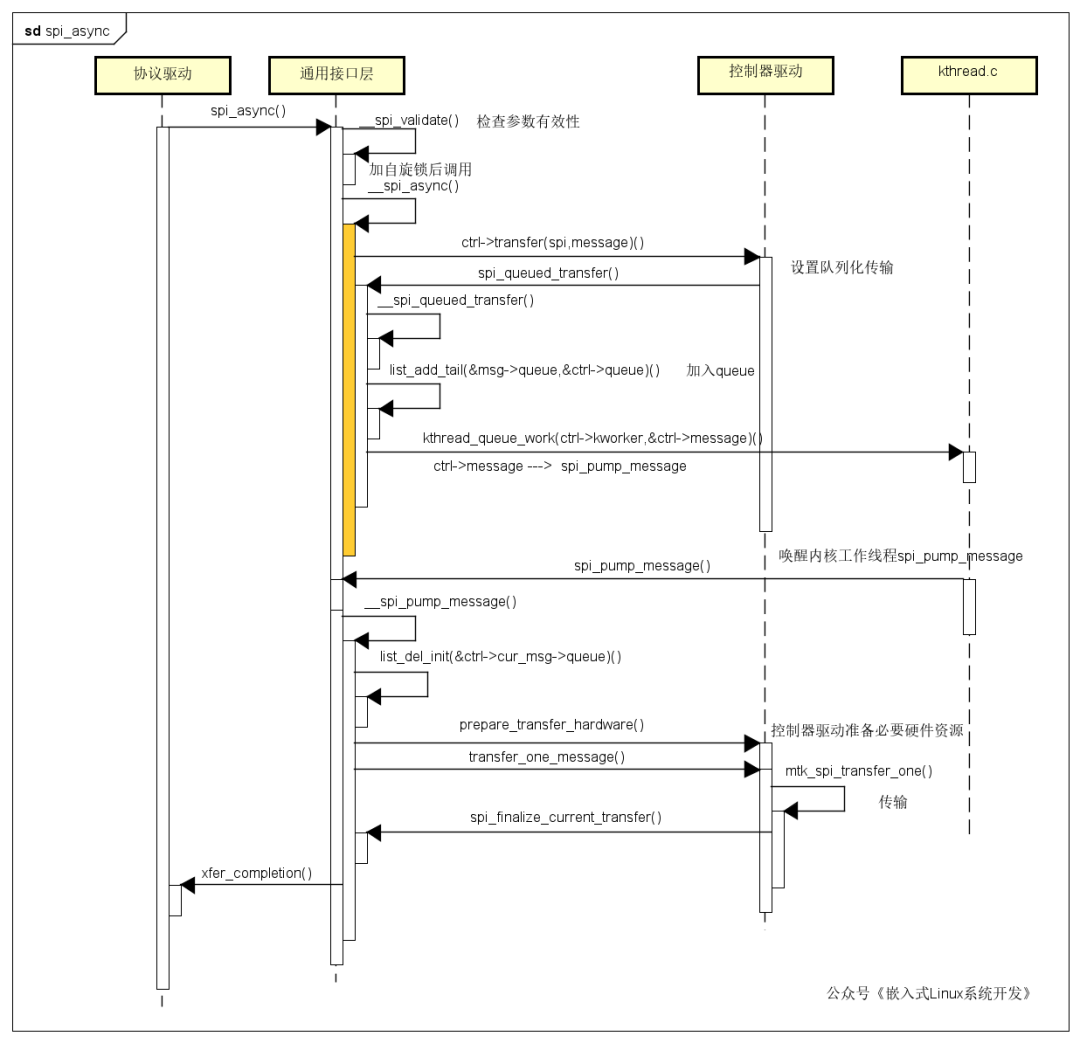 sd spi_async
协议驱动
通用接口层
控制器驱动
kthread.c
spi_async()
__spi_validate() 检查参数有效性
加自旋锁后调用
__spi_async()
ctrl->transfer(spi,message)()
设置队列化传输
spi_queued_transfer()
__spi_queued_transfer()
list_add_tail(&msg->queue,&ctrl->queue)() 加入queue
kthread_queue_work(ctrl->kworker,&ctrl->message)()
ctrl->message ---> spi_pump_message
唤醒内核工作线程spi_pump_message
spi_pump_message()
__spi_pump_message()
list_del_init(&ctrl->cur_msg->queue)()
prepare_transfer_hardware()
控制器驱动准备必要硬件资源
transfer_one_message()
mtk_spi_transfer_one()
传输
spi_finalize_current_transfer()
xfer_completion()
公众号《嵌入式Linux系统开发》